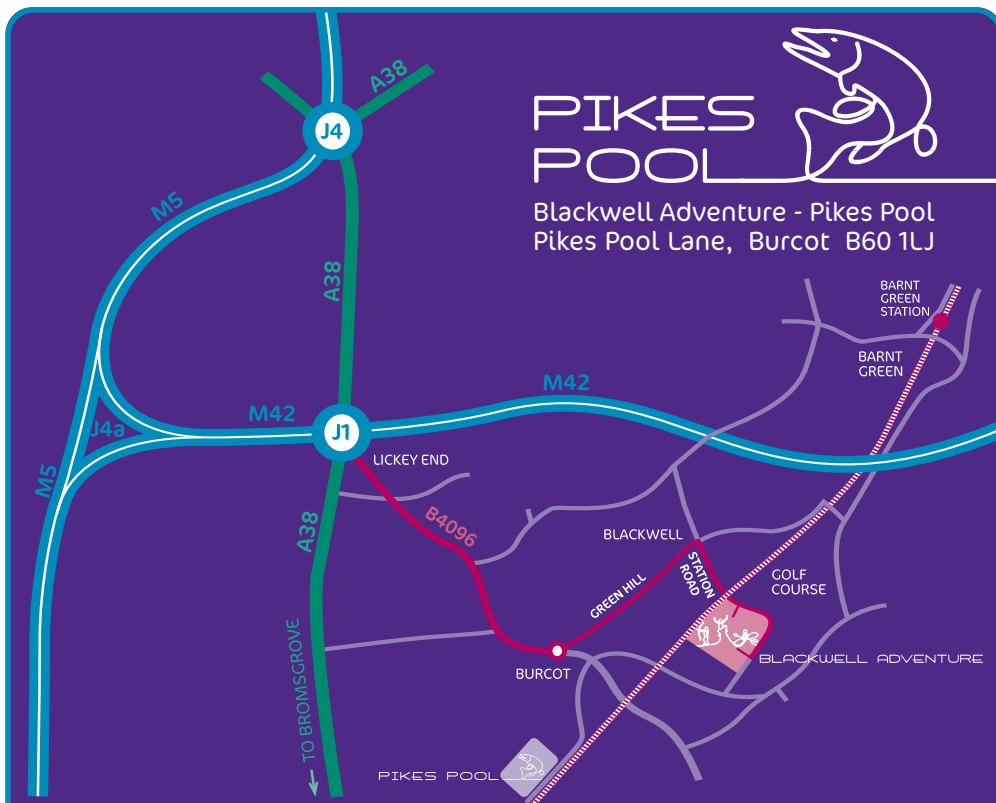 PIKES
POOL
Blackwell Adventure - Pikes Pool
Pikes Pool Lane, Burcot B60 1LJ
A38
J4
M5
A38
BARNT
GREEN
STATION
BARNT
GREEN
M42
M42
J1
J4a
M5
LICKEY END
B4096
A38
BLACKWELL
STATION
ROAD
GOLF
COURSE
GREEN HILL
BLACKWELL ADVENTURE
BURCOT
TO BROMSGROVE
PIKES POOL